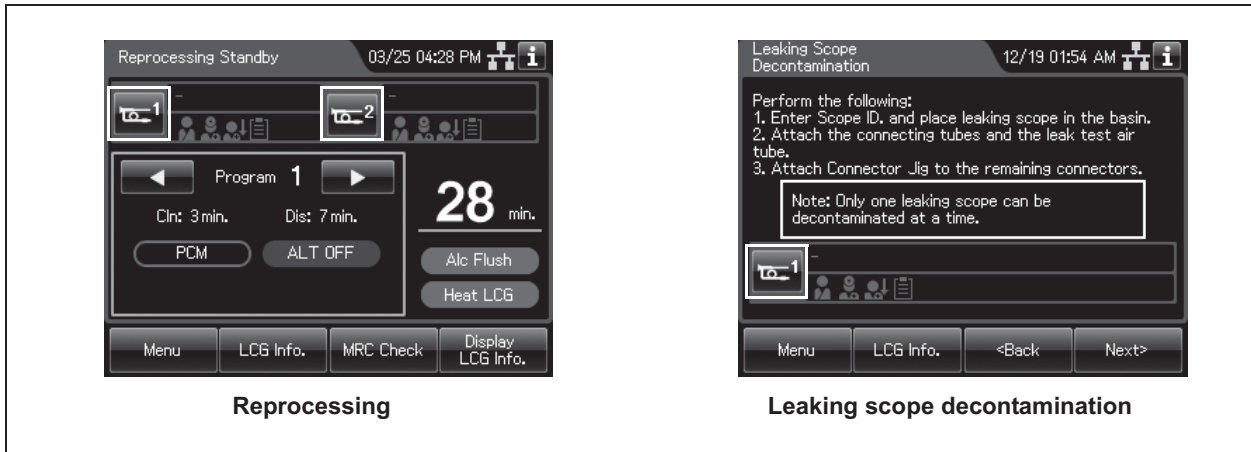 Reprocessing Standby
03/25 04:28 PM
i
1
-
2
-
Program 1
Cln: 3 min. Dis: 7 min.
PCM ALT OFF
28 min.
Alc Flush
Heat LCG
Menu
LCG Info.
MRC Check
Display
LCG Info.
Reprocessing
Leaking Scope
Decontamination
12/19 01:54 AM
i
Perform the following:
1. Enter Scope ID. and place leaking scope in the basin.
2. Attach the connecting tubes and the leak test air
tube.
3. Attach Connector Jig to the remaining connectors.
Note: Only one leaking scope can be
decontaminated at a time.
1
-
Menu
LCG Info.
<Back
Next>
Leaking scope decontamination